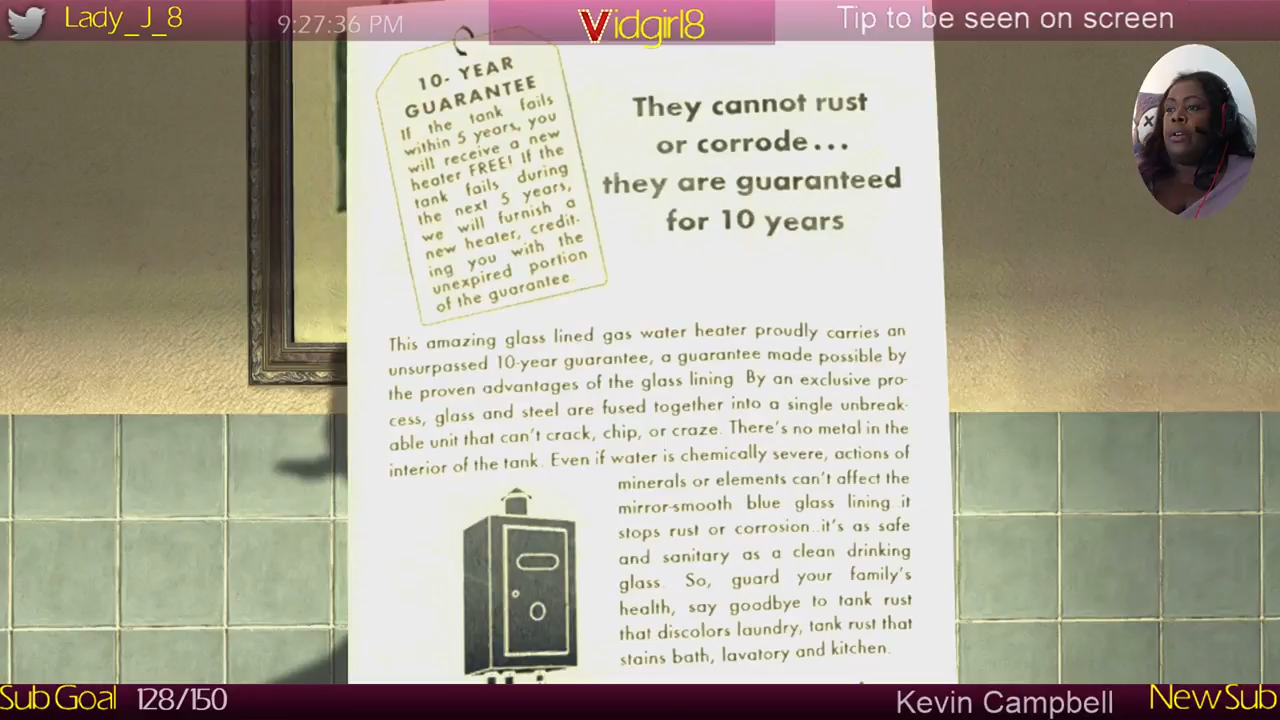 Lady_J_8
9:27:36 PM
Vidgirl8
Tip to be seen on screen
10- YEAR
GUARANTEE
If the tank fails
within 5 years, you
will receive a new
heater FREE! If the
tank fails during
the next 5 years,
we will furnish a
new heater, credit-
ing you with the
unexpired portion
of the guarantee.
They cannot rust
or corrode...
they are guaranteed
for 10 years
This amazing glass lined gas water heater proudly carries an
unsurpassed 10-year guarantee, a guarantee made possible by
the proven advantages of the glass lining. By an exclusive pro-
cess, glass and steel are fused together into a single unbreak-
able unit that can't crack, chip, or craze. There's no metal in the
interior of the tank. Even if water is chemically severe, actions of
minerals or elements can't affect the
mirror-smooth blue glass lining..it
stops rust or corrosion..it's as safe
and sanitary as a clean drinking
glass. So, guard your family's
health, say goodbye to tank rust
that discolors laundry, tank rust that
stains bath, lavatory and kitchen.
Sub Goal 128/150
Kevin Campbell
New Sub